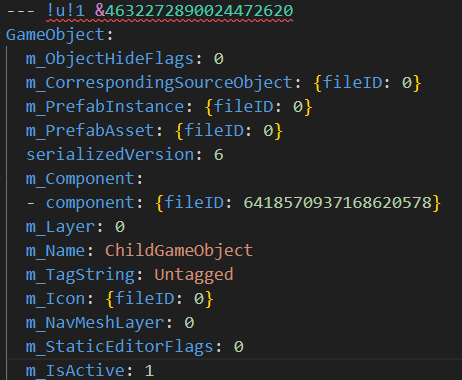 --- !u!1 &4632272890024472620
GameObject:
m_ObjectHideFlags: 0
m_CorrespondingSourceObject: {fileID: 0}
m_PrefabInstance: {fileID: 0}
m_PrefabAsset: {fileID: 0}
serializedVersion: 6
m_Component:
- component: {fileID: 6418570937168620578}
m_Layer: 0
m_Name: ChildGameObject
m_TagString: Untagged
m_Icon: {fileID: 0}
m_NavMeshLayer: 0
m_StaticEditorFlags: 0
m_IsActive: 1